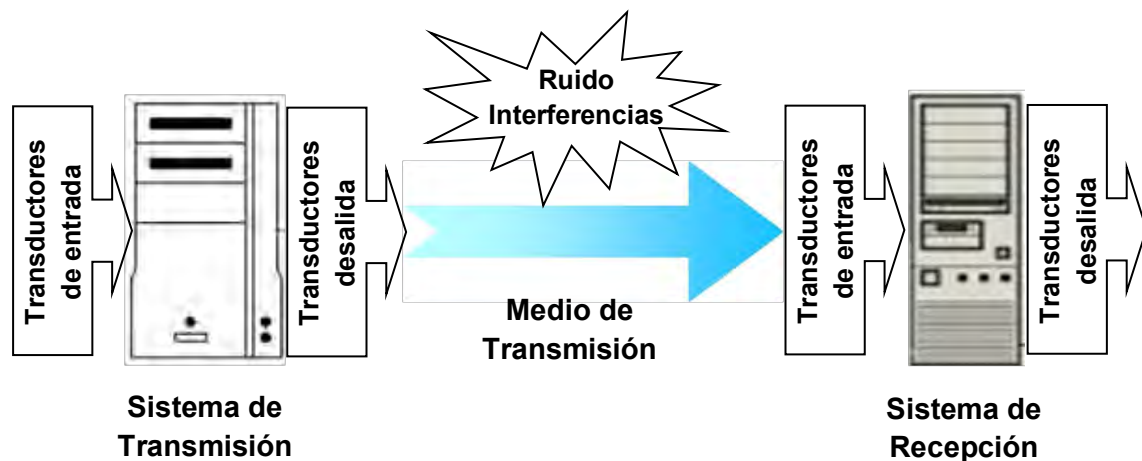 Transductores
de entrada
Transductores
desalida
Ruido
Interferencias
Medio de
Transmisión
Transductores
de entrada
Transductores
desalida
Sistema de
Transmisión
Sistema de
Recepción